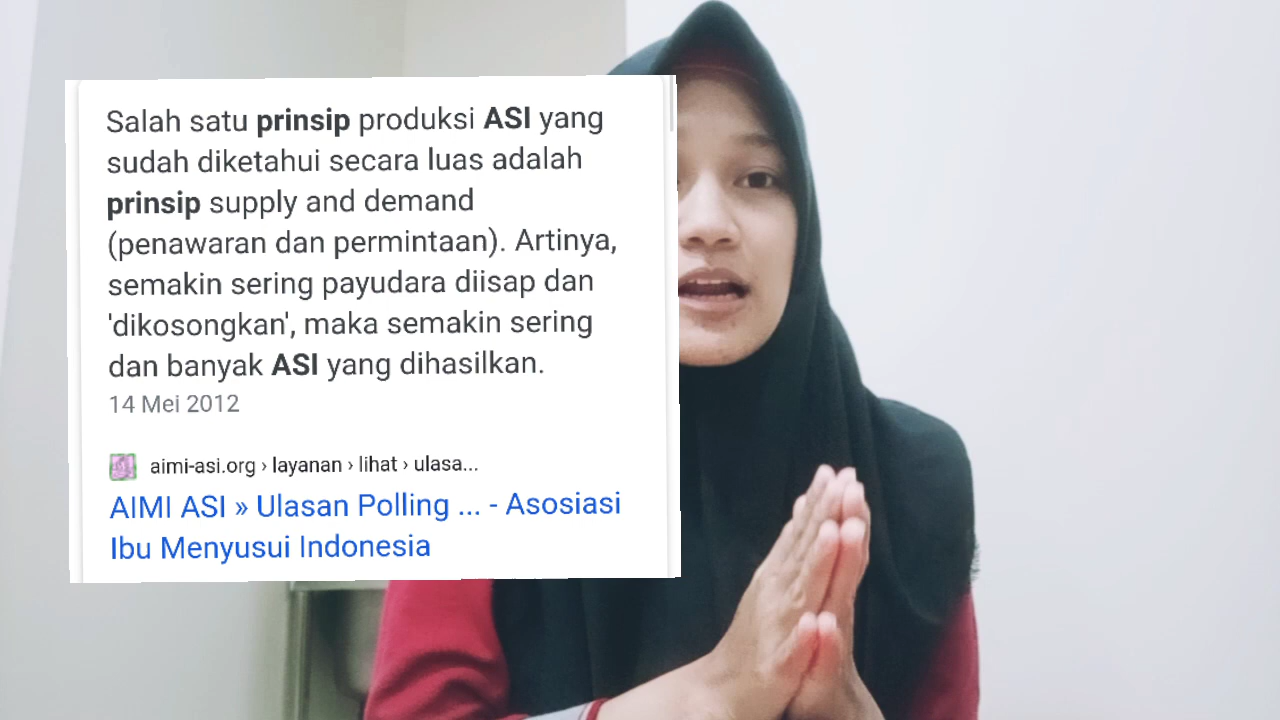 Salah satu prinsip produksi ASI yang
sudah diketahui secara luas adalah
prinsip supply and demand
(penawaran dan permintaan). Artinya,
semakin sering payudara diisap dan
'dikosongkan', maka semakin sering
dan banyak ASI yang dihasilkan.
14 Mei 2012
aimi-asi.org › layanan › lihat › ulasa...
AIMI ASI » Ulasan Polling ... - Asosiasi
Ibu Menyusui Indonesia